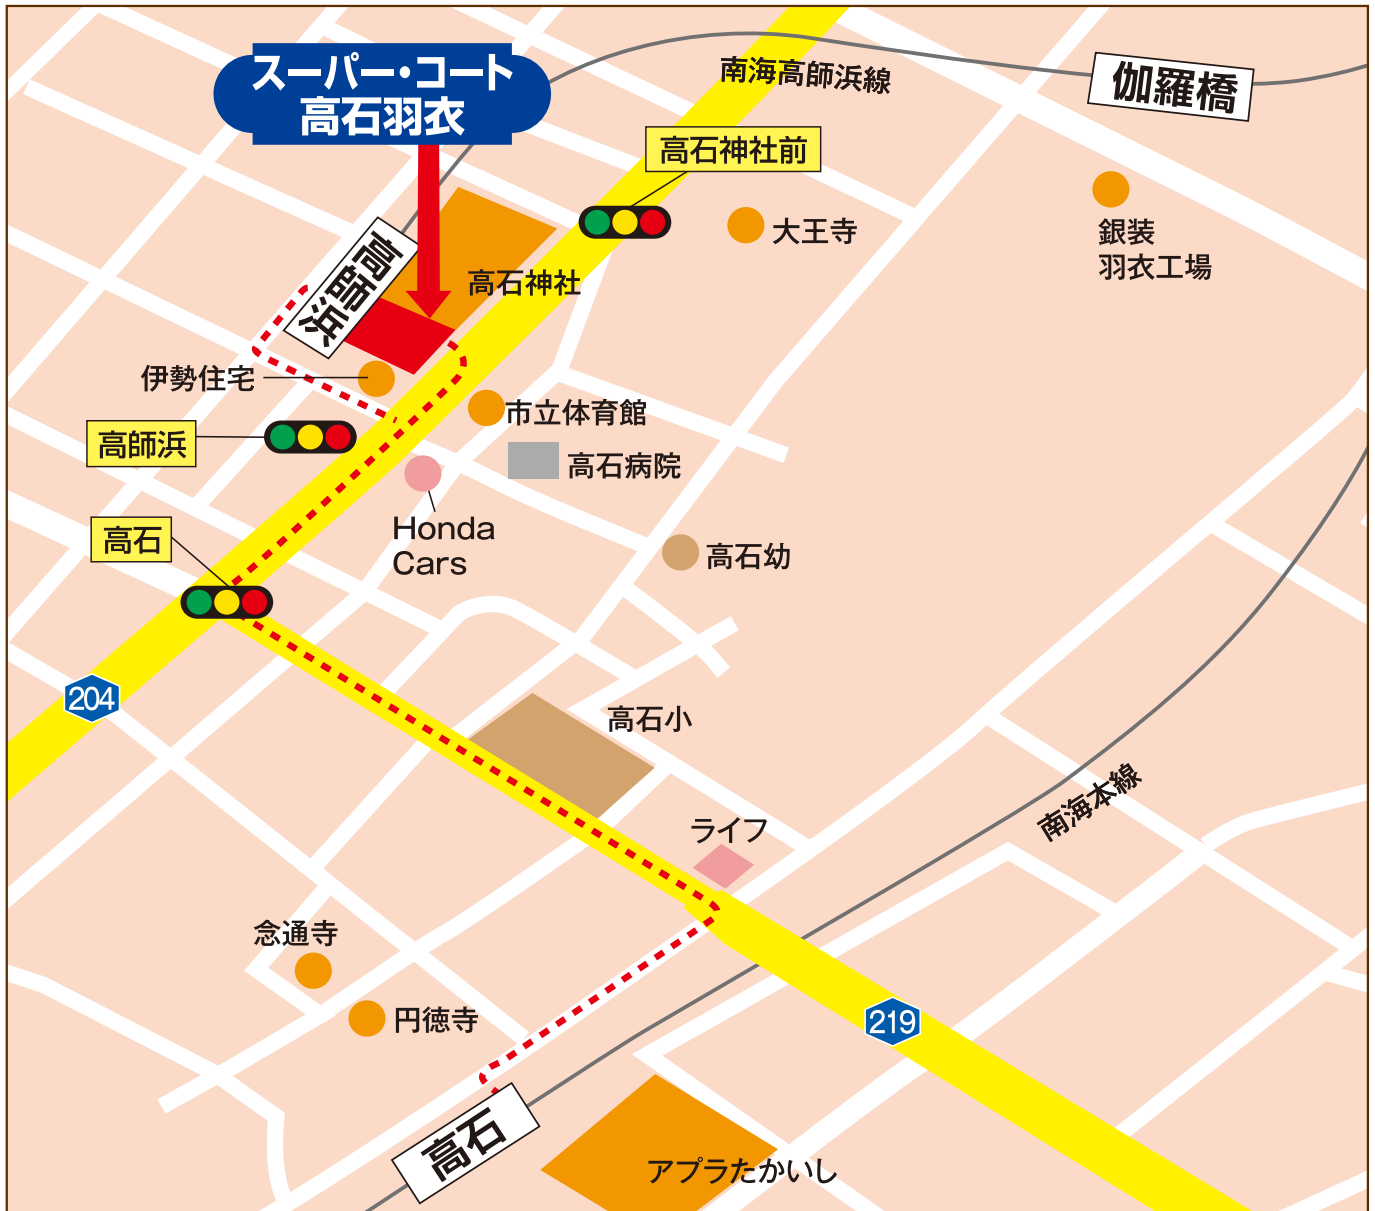 スーパー・コート
高石羽衣
南海高師浜線
伽羅橋
高石神社前
大王寺
銀装
羽衣工場
高師浜
高石神社
伊勢住宅
市立体育館
高師浜
高石病院
Honda
Cars
高石
高石幼
204
高石小
南海本線
ライフ
念通寺
円徳寺
219
高石
アプラたかいし